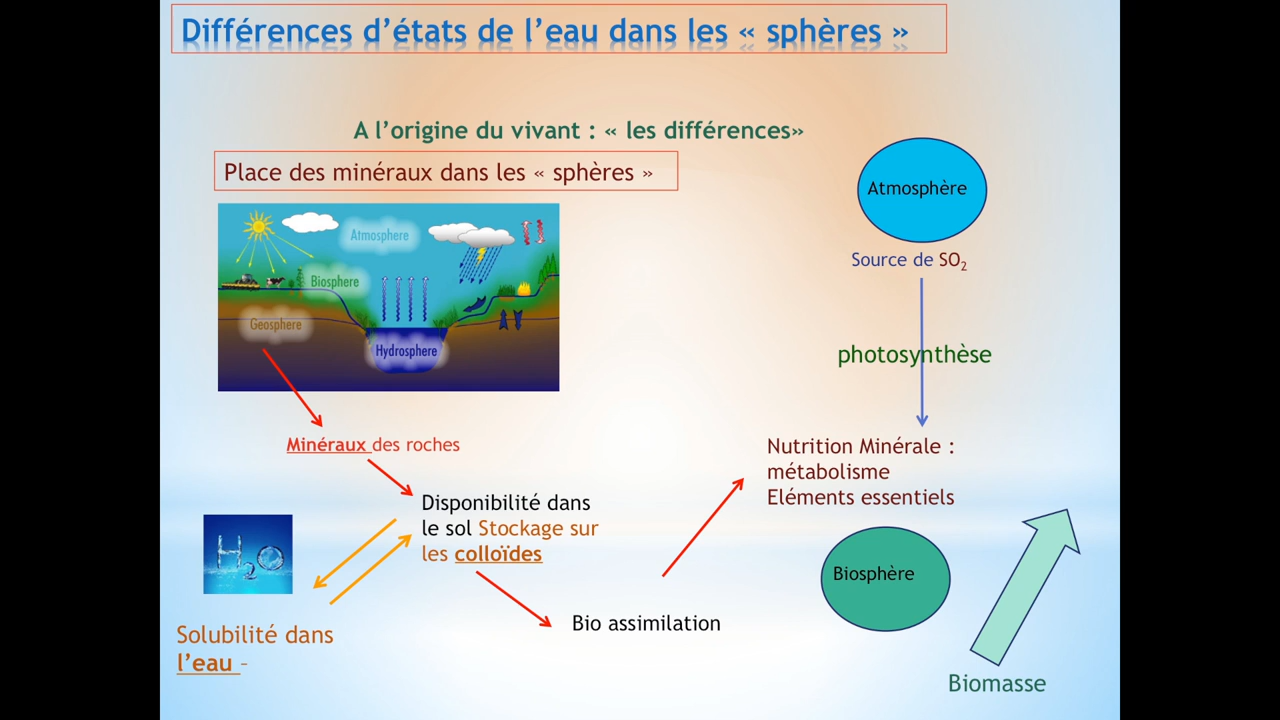 Différences d’états de l’eau dans les « sphères »
A l’origine du vivant : « les différences»
Place des minéraux dans les « sphères »
Atmosphere
Biosphere
Geosphere
Hydrosphere
Atmosphère
Source de SO₂
photosynthèse
Minéraux des roches
Nutrition Minérale :
métabolisme
Eléments essentiels
Disponibilité dans
le sol Stockage sur
les colloïdes
H₂O
Biosphère
Bio assimilation
Solubilité dans
l’eau –
Biomasse